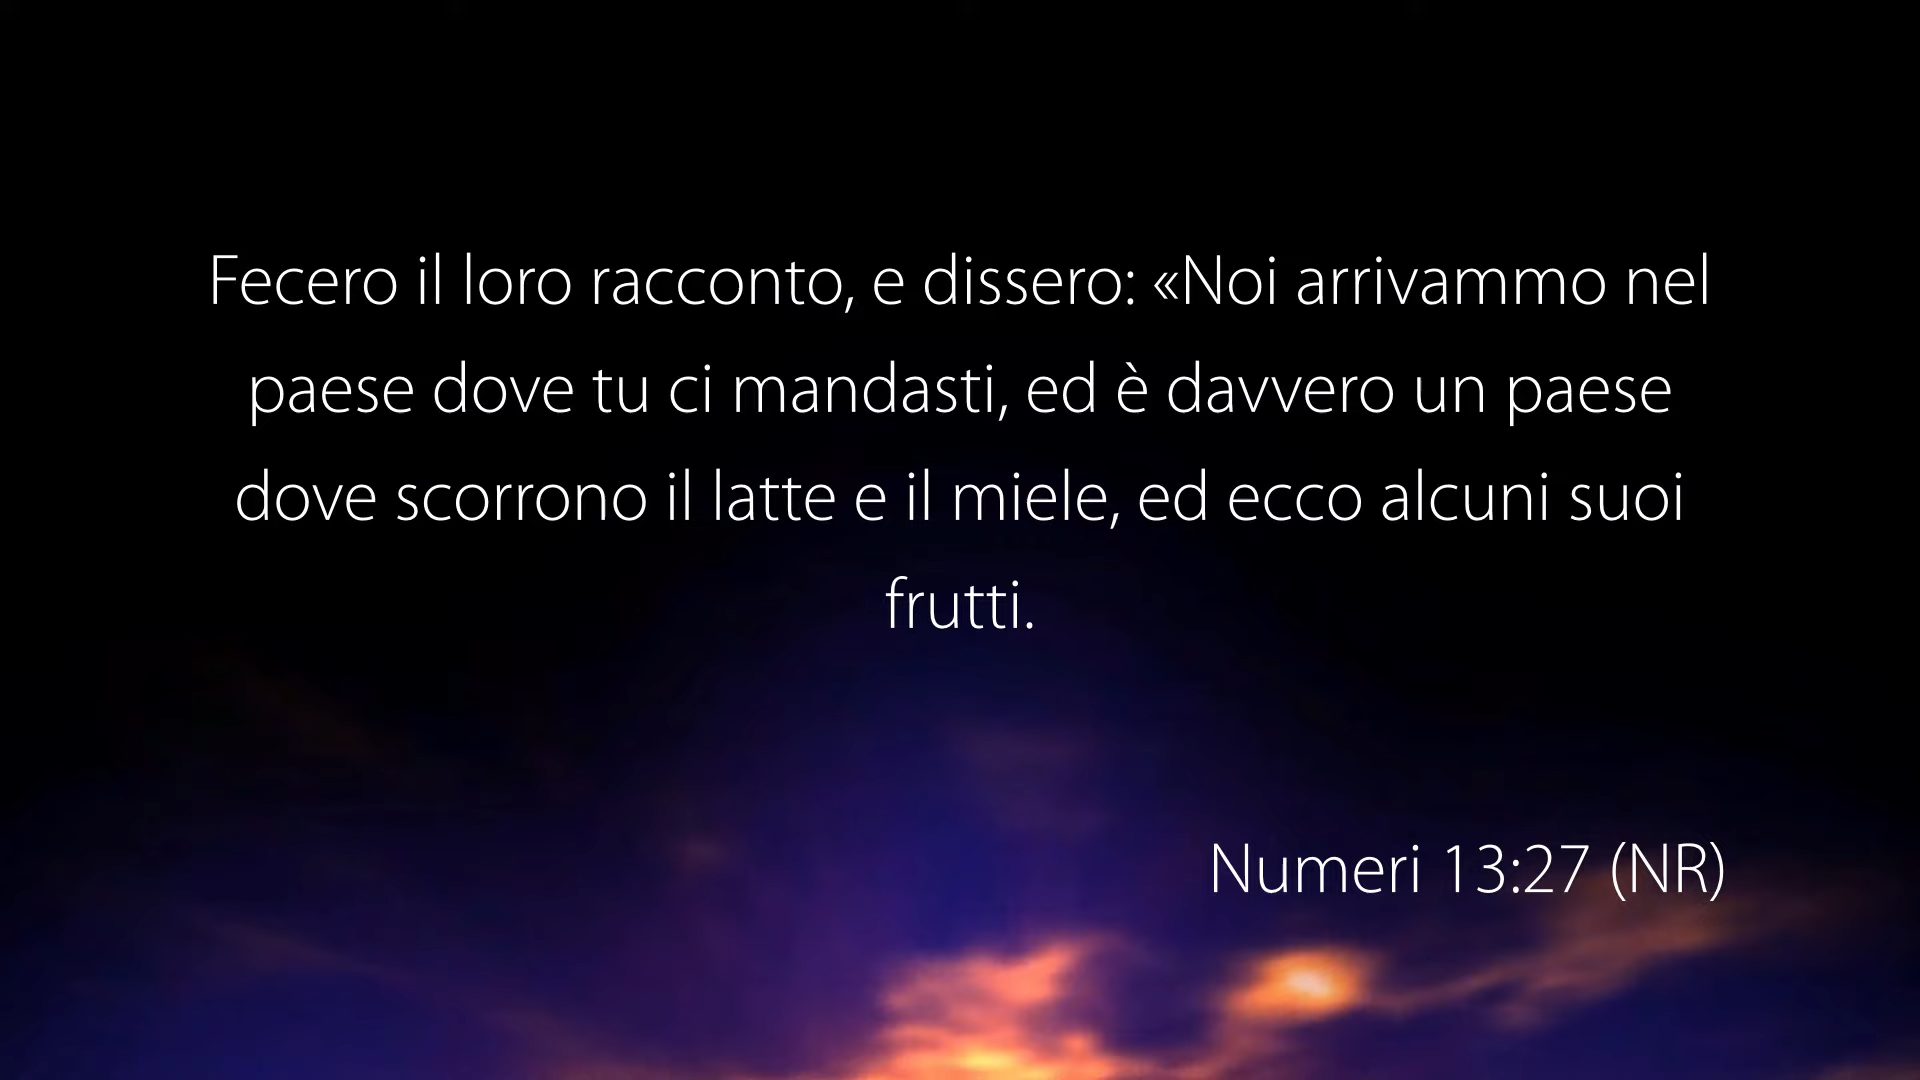 Fecero il loro racconto, e dissero: «Noi arrivammo nel
paese dove tu ci mandasti, ed è davvero un paese
dove scorrono il latte e il miele, ed ecco alcuni suoi
frutti.
Numeri 13:27 (NR)